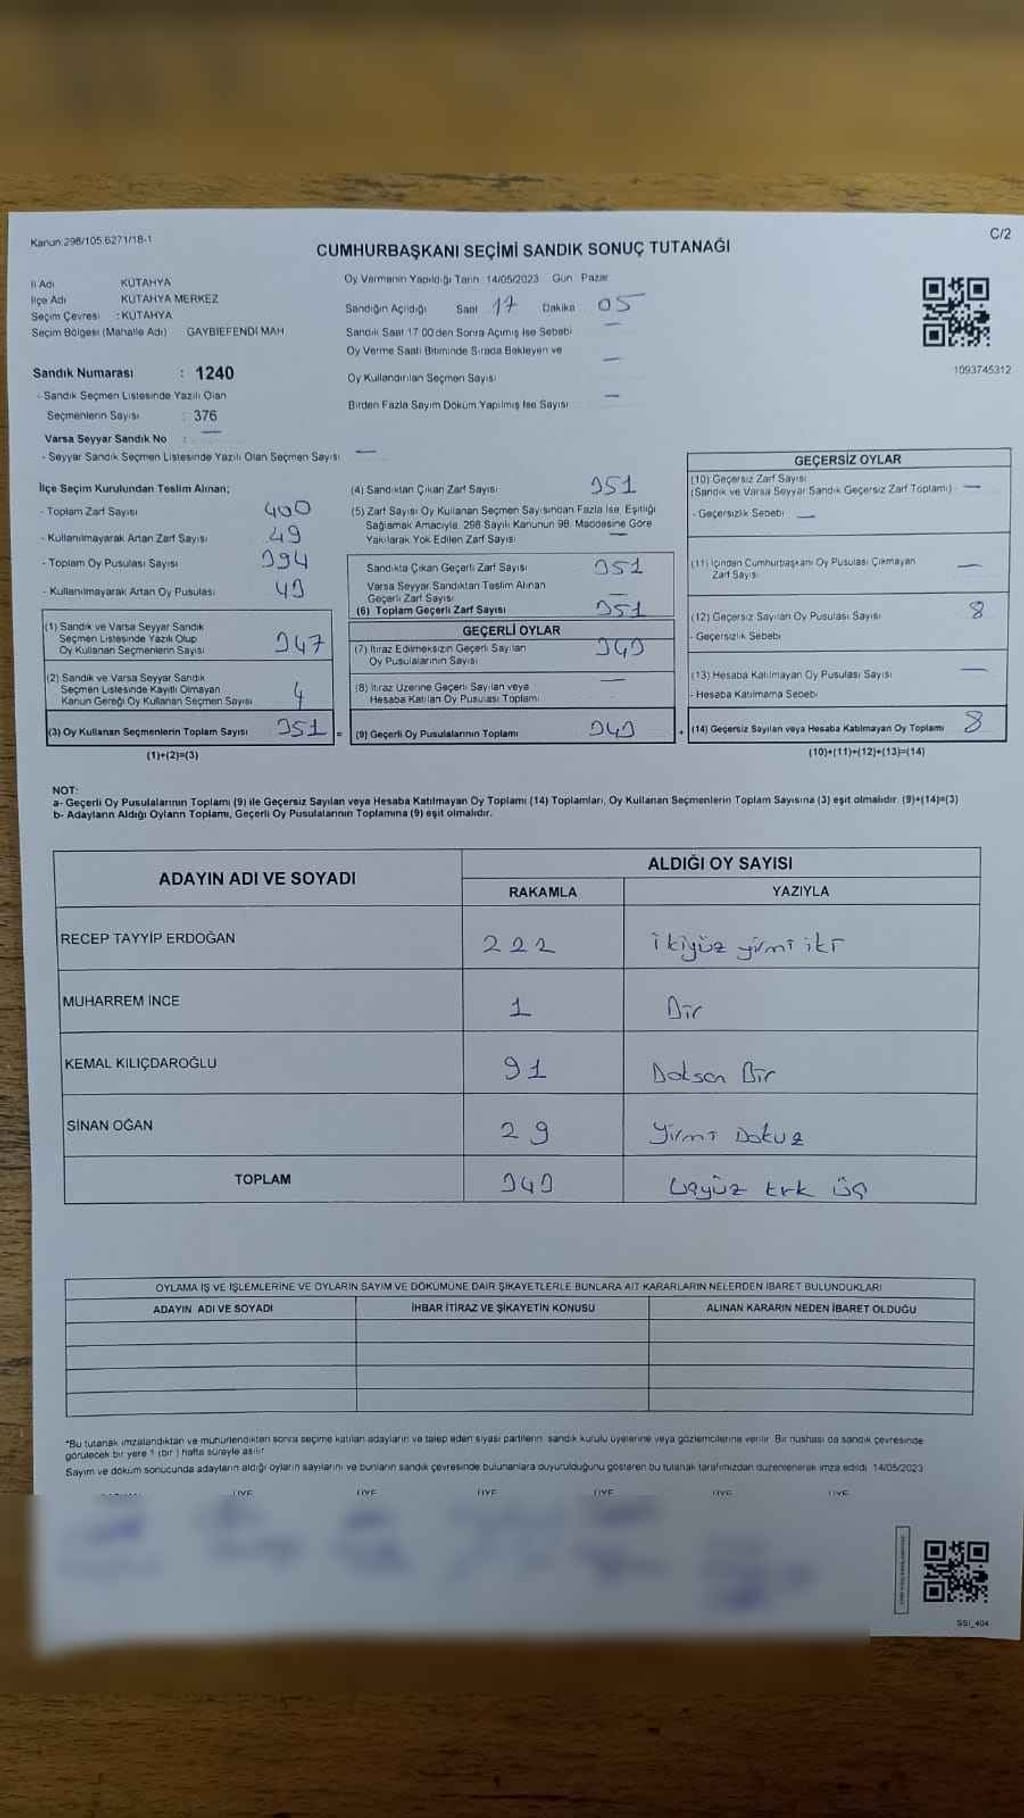 Kanun:298/105,6271/18-1
C/2
CUMHURBAŞKANI SEÇİMİ SANDIK SONUÇ TUTANAĞI
İl Adı KÜTAHYA
İlçe Adı KÜTAHYA MERKEZ
Seçim Çevresi : KÜTAHYA
Seçim Bölgesi (Mahalle Adı) GAYBİEFENDİ MAH
Sandık Numarası : 1240
- Sandık Seçmen Listesinde Yazılı Olan
Seçmenlerin Sayısı : 376
Varsa Seyyar Sandık No : —
- Seyyar Sandık Seçmen Listesinde Yazılı Olan Seçmen Sayısı —
Oy Vermenin Yapıldığı Tarih : 14/05/2023 Gün Pazar
Sandığın Açıldığı Saat 17 Dakika 05
Sandık Saat 17:00 den Sonra Açılmış İse Sebebi —
Oy Verme Saati Bitiminde Sırada Bekleyen ve
Oy Kullandırılan Seçmen Sayısı —
Birden Fazla Sayım Döküm Yapılmış İse Sayısı —
1093745312
İlçe Seçim Kurulundan Teslim Alınan;
- Toplam Zarf Sayısı 400
- Kullanılmayarak Artan Zarf Sayısı 49
- Toplam Oy Pusulası Sayısı 394
- Kullanılmayarak Artan Oy Pusulası 43
(1) Sandık ve Varsa Seyyar Sandık
Seçmen Listesinde Yazılı Olup
Oy Kullanan Seçmenlerin Sayısı 347
(2) Sandık ve Varsa Seyyar Sandık
Seçmen Listesinde Kayıtlı Olmayan
Kanun Gereği Oy Kullanan Seçmen Sayısı 4
(3) Oy Kullanan Seçmenlerin Toplam Sayısı 351 =
(1)+(2)=(3)
(4) Sandıktan Çıkan Zarf Sayısı 351
(5) Zarf Sayısı Oy Kullanan Seçmen Sayısından Fazla İse, Eşitliği
Sağlamak Amacıyla, 298 Sayılı Kanunun 98. Maddesine Göre
Yakılarak Yok Edilen Zarf Sayısı —
Sandıkta Çıkan Geçerli Zarf Sayısı 351
Varsa Seyyar Sandıktan Teslim Alınan
Geçerli Zarf Sayısı —
(6) Toplam Geçerli Zarf Sayısı 351
GEÇERLİ OYLAR
(7) İtiraz Edilmeksizin Geçerli Sayılan
Oy Pusulalarının Sayısı 343
(8) İtiraz Üzerine Geçerli Sayılan veya
Hesaba Katılan Oy Pusulası Toplamı —
(9) Geçerli Oy Pusulalarının Toplamı 343 +
GEÇERSİZ OYLAR
(10) Geçersiz Zarf Sayısı
(Sandık ve Varsa Seyyar Sandık Geçersiz Zarf Toplamı) —
- Geçersizlik Sebebi —
(11) İçinden Cumhurbaşkanı Oy Pusulası Çıkmayan
Zarf Sayısı —
(12) Geçersiz Sayılan Oy Pusulası Sayısı 8
- Geçersizlik Sebebi
(13) Hesaba Katılmayan Oy Pusulası Sayısı —
- Hesaba Katılmama Sebebi
(14) Geçersiz Sayılan veya Hesaba Katılmayan Oy Toplamı 8
(10)+(11)+(12)+(13)=(14)
NOT:
a- Geçerli Oy Pusulalarının Toplamı (9) ile Geçersiz Sayılan veya Hesaba Katılmayan Oy Toplamı (14) Toplamları, Oy Kullanan Seçmenlerin Toplam Sayısına (3) eşit olmalıdır. (9)+(14)=(3)
b- Adayların Aldığı Oyların Toplamı, Geçerli Oy Pusulalarının Toplamına (9) eşit olmalıdır.
ADAYIN ADI VE SOYADI
ALDIĞI OY SAYISI
RAKAMLA YAZIYLA
RECEP TAYYİP ERDOĞAN 222 ikiyüz yirmi iki
MUHARREM İNCE 1 Bir
KEMAL KILIÇDAROĞLU 91 Doksan Bir
SİNAN OĞAN 29 Yirmi Dokuz
TOPLAM 343 üçyüz kırk üç
OYLAMA İŞ VE İŞLEMLERİNE VE OYLARIN SAYIM VE DÖKÜMÜNE DAİR ŞİKAYETLERLE BUNLARA AİT KARARLARIN NELERDEN İBARET BULUNDUKLARI
ADAYIN ADI VE SOYADI İHBAR İTİRAZ VE ŞİKAYETİN KONUSU ALINAN KARARIN NEDEN İBARET OLDUĞU
*Bu tutanak imzalandıktan ve mühürlendikten sonra seçime katılan adayların ve talep eden siyasi partilerin, sandık kurulu üyelerine veya gözlemcilerine verilir. Bir nüshası da sandık çevresinde
görülecek bir yere 1 (bir ) hafta süreyle asılır
Sayım ve döküm sonucunda adayların aldığı oyların sayılarını ve bunların sandık çevresinde bulunanlara duyurulduğunu gösteren bu tutanak tarafımızdan düzenlenerek imza edildi. 14/05/2023
ÜYE ÜYE ÜYE ÜYE ÜYE ÜYE
SSI_404